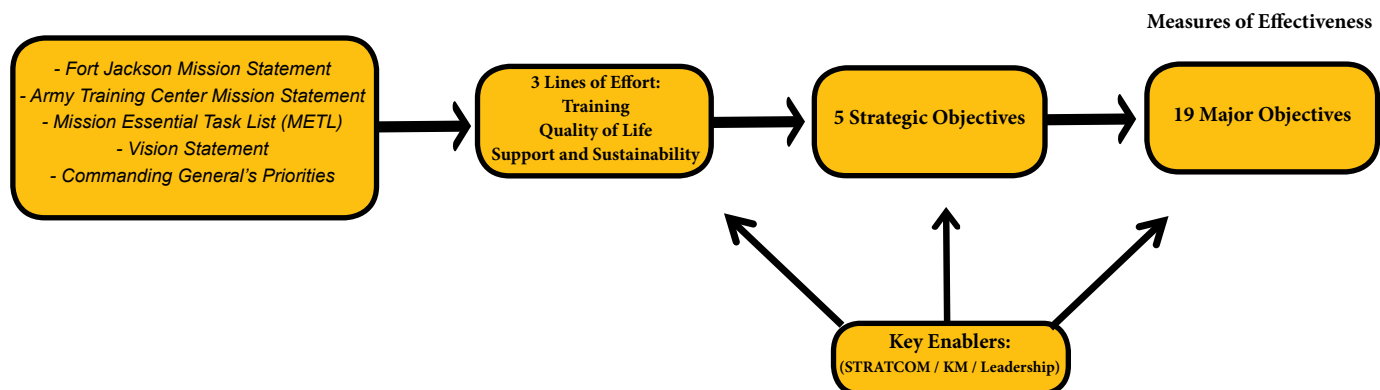 Measures of Effectiveness
- Fort Jackson Mission Statement
- Army Training Center Mission Statement
- Mission Essential Task List (METL)
- Vision Statement
- Commanding General's Priorities
3 Lines of Effort:
Training
Quality of Life
Support and Sustainability
5 Strategic Objectives
19 Major Objectives
Key Enablers:
(STRATCOM / KM / Leadership)